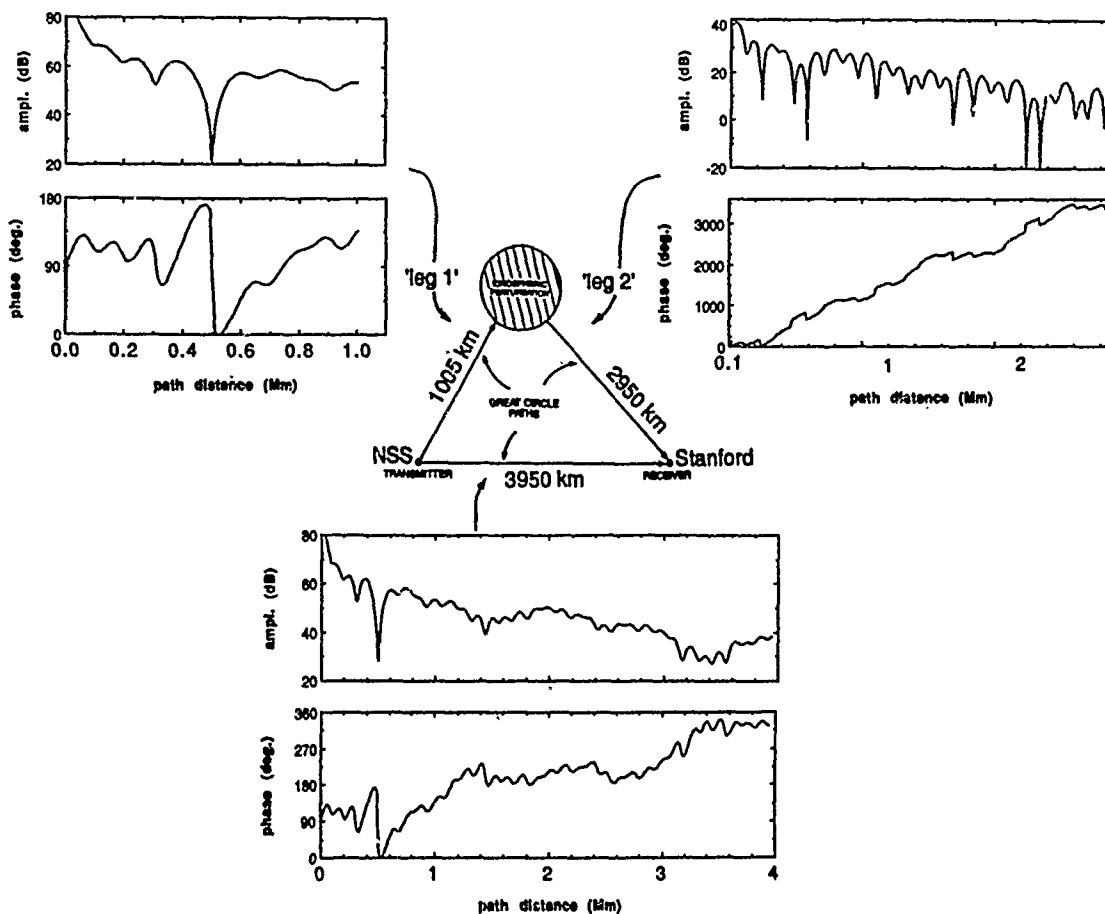 80
60
40
20
ampl. (dB)
180
90
0
phase (deg.)
0.0 0.2 0.4 0.6 0.8 1.0
path distance (Mm)
40
20
0
-20
ampl. (dB)
3000
2000
1000
0
phase (deg.)
0.1 1 2
path distance (Mm)
'leg 1'
'leg 2'
IONOSPHERIC
PERTURBATION
1005 km
2950 km
GREAT CIRCLE
PATHS
NSS
TRANSMITTER
Stanford
RECEIVER
3950 km
80
60
40
20
ampl. (dB)
360
270
180
90
0
phase (deg.)
0 1 2 3 4
path distance (Mm)